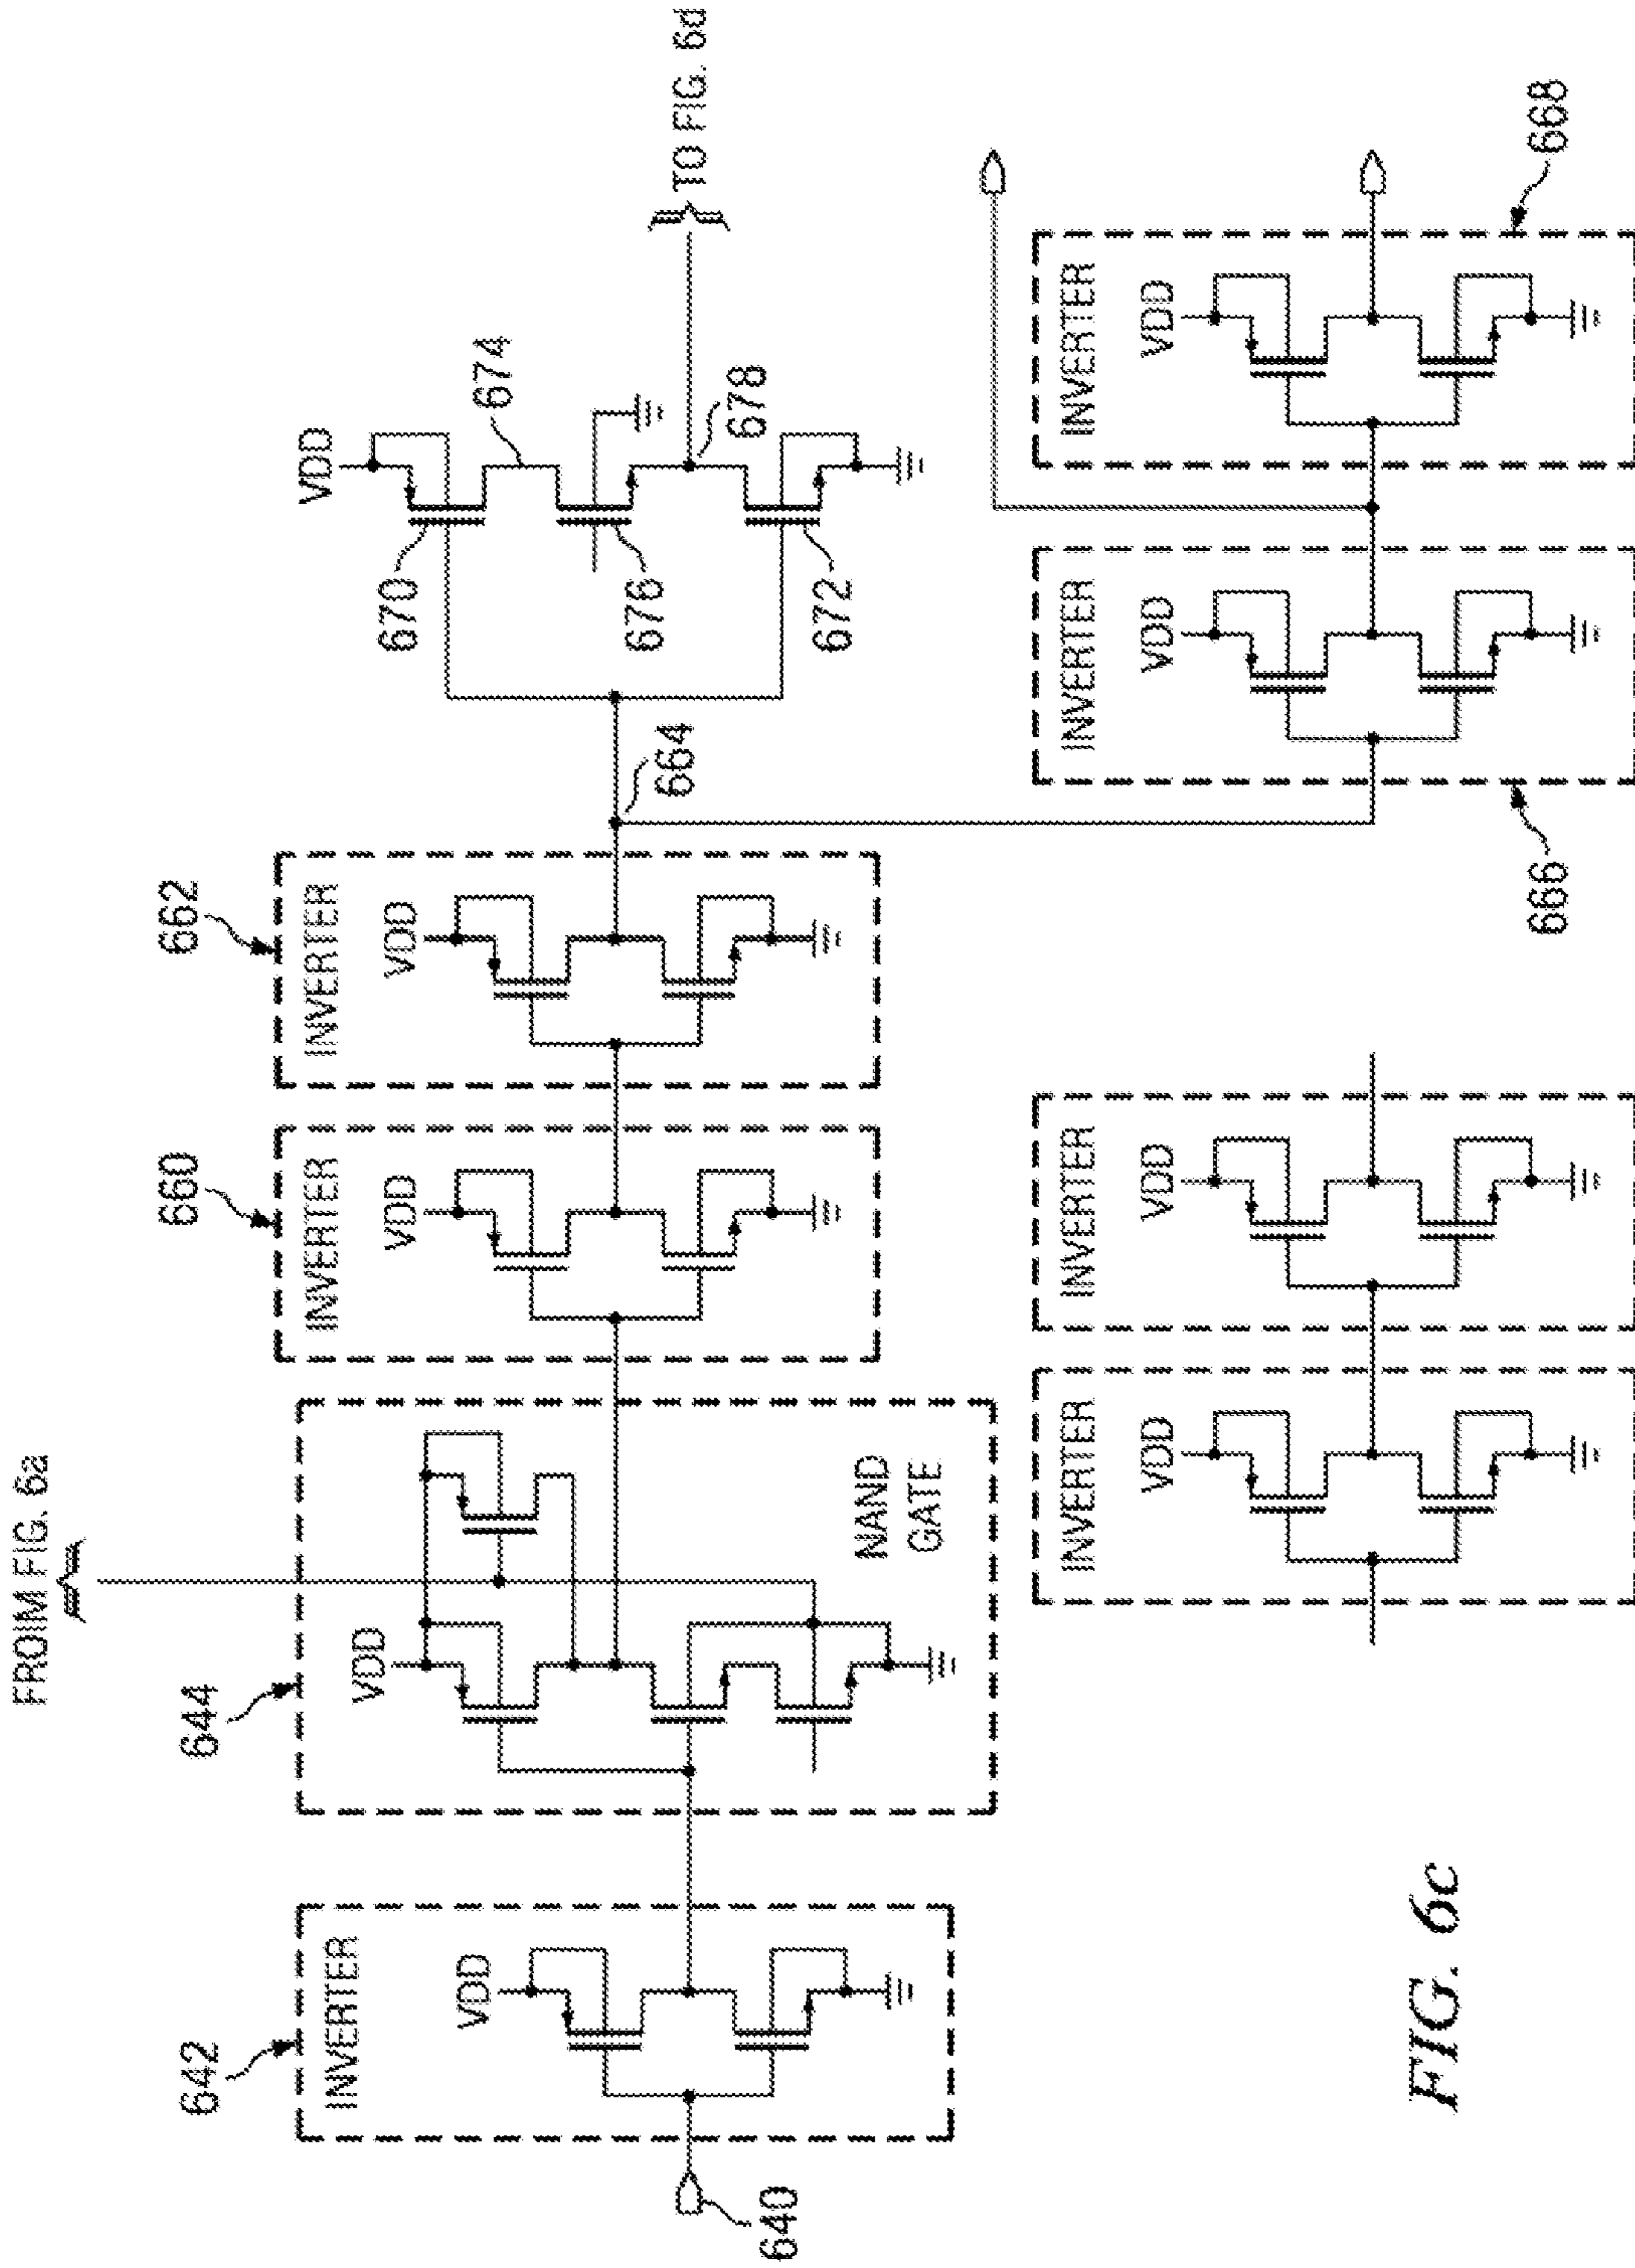 FROIM FIG. 6a
642
644
660
662
INVERTER
INVERTER
INVERTER
VDD
VDD
VDD
VDD
670
VDD
674
676
664
TO FIG. 6d
678
640
672
NAND
GATE
INVERTER
INVERTER
INVERTER
INVERTER
VDD
VDD
VDD
VDD
666
668
FIG. 6c